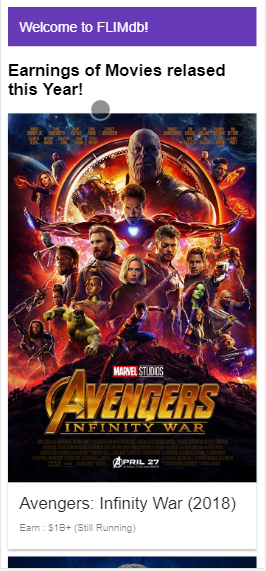 Welcome to FLIMdb!
Earnings of Movies relased
this Year!
MARVEL STUDIOS
AVENGERS
INFINITY WAR
APRIL 27
Avengers: Infinity War (2018)
Earn : $1B+ (Still Running)